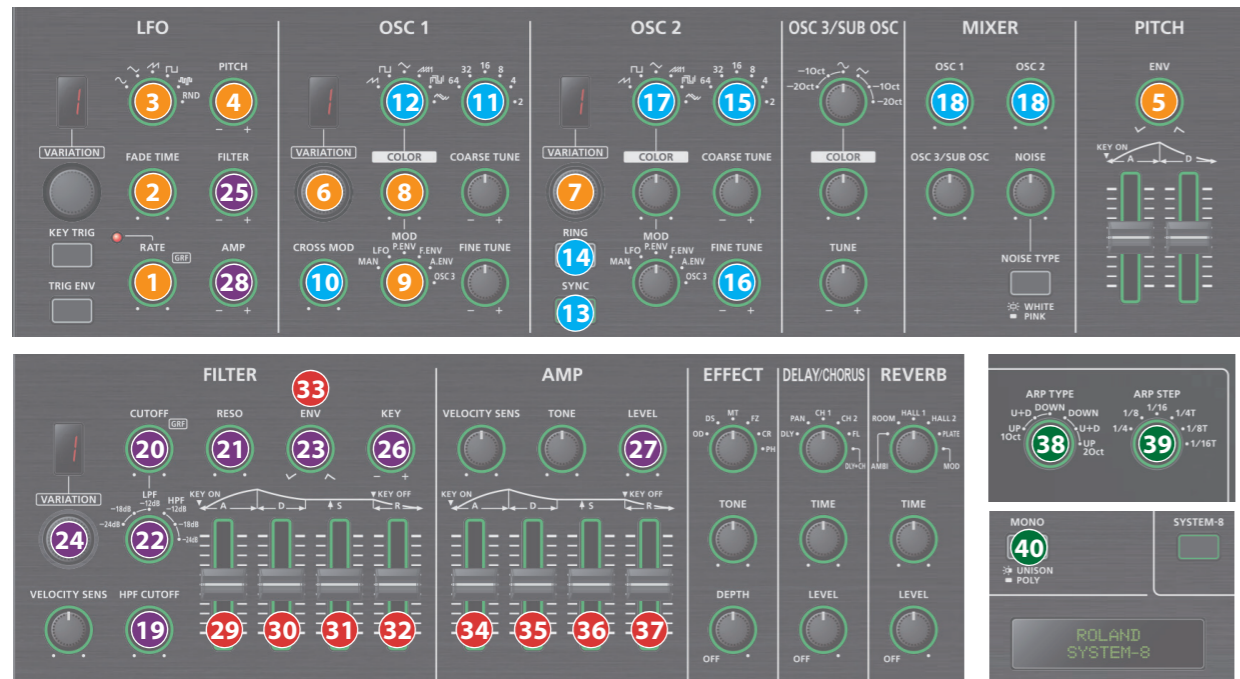 LFO
1
VARIATION
KEY TRIG
TRIG ENV
RND
3
PITCH
4
- +
FADE TIME
2
FILTER
25
- +
RATE
GRF
1
AMP
28
- +
OSC 1
1
VARIATION
6
CROSS MOD
10
12
64 32 16 8 4 2
11
COLOR
8
COARSE TUNE
- +
MOD
MAN LFO P.ENV F.ENV A.ENV OSC 3
9
FINE TUNE
- +
OSC 2
1
VARIATION
7
RING
14
SYNC
13
17
64 32 16 8 4 2
15
COLOR
COARSE TUNE
- +
MOD
MAN LFO P.ENV F.ENV A.ENV OSC 3
FINE TUNE
16
- +
OSC 3/SUB OSC
-2Oct -1Oct -1Oct -2Oct
COLOR
TUNE
- +
MIXER
OSC 1
18
OSC 2
18
OSC 3/SUB OSC
NOISE
NOISE TYPE
WHITE
PINK
PITCH
ENV
5
KEY ON
A D
FILTER
1
VARIATION
24
VELOCITY SENS
CUTOFF
GRF
20
RESO
21
33
ENV
23
KEY
26
- +
LPF HPF
-24dB -18dB -12dB -12dB -18dB -24dB
22
HPF CUTOFF
19
KEY ON KEY OFF
A D S R
29 30 31 32
AMP
VELOCITY SENS
TONE
LEVEL
27
KEY ON KEY OFF
A D S R
34 35 36 37
EFFECT
OD DS MT FZ CR PH
TONE
DEPTH
OFF
DELAY/CHORUS
DLY PAN CH 1 CH 2 FL DLY+CH
TIME
LEVEL
OFF
REVERB
AMBI ROOM HALL 1 HALL 2 PLATE MOD
TIME
LEVEL
OFF
ARP TYPE
1Oct UP U+D DOWN DOWN U+D UP 2Oct
38
ARP STEP
1/4 1/8 1/16 1/4T 1/8T 1/16T
39
MONO
40
UNISON
POLY
SYSTEM-8
ROLAND
SYSTEM-8